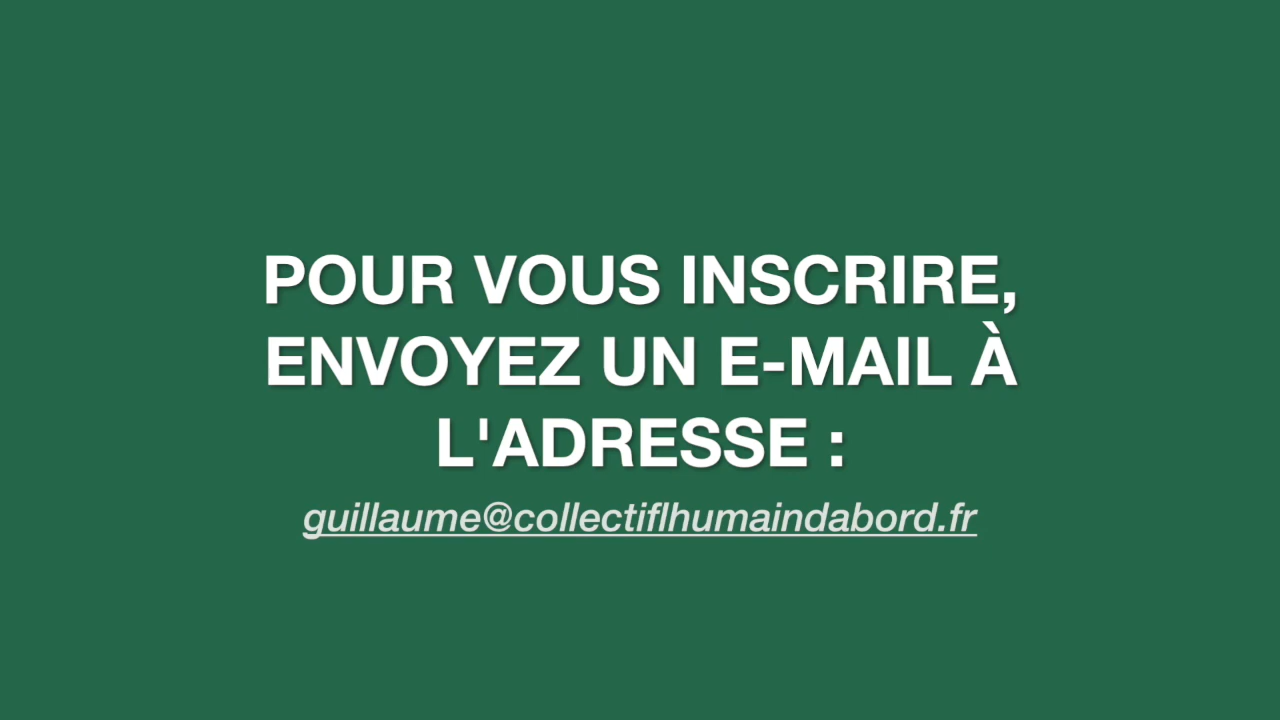 POUR VOUS INSCRIRE,
ENVOYEZ UN E-MAIL À
L'ADRESSE :
guillaume@collectiflhumaindabord.fr